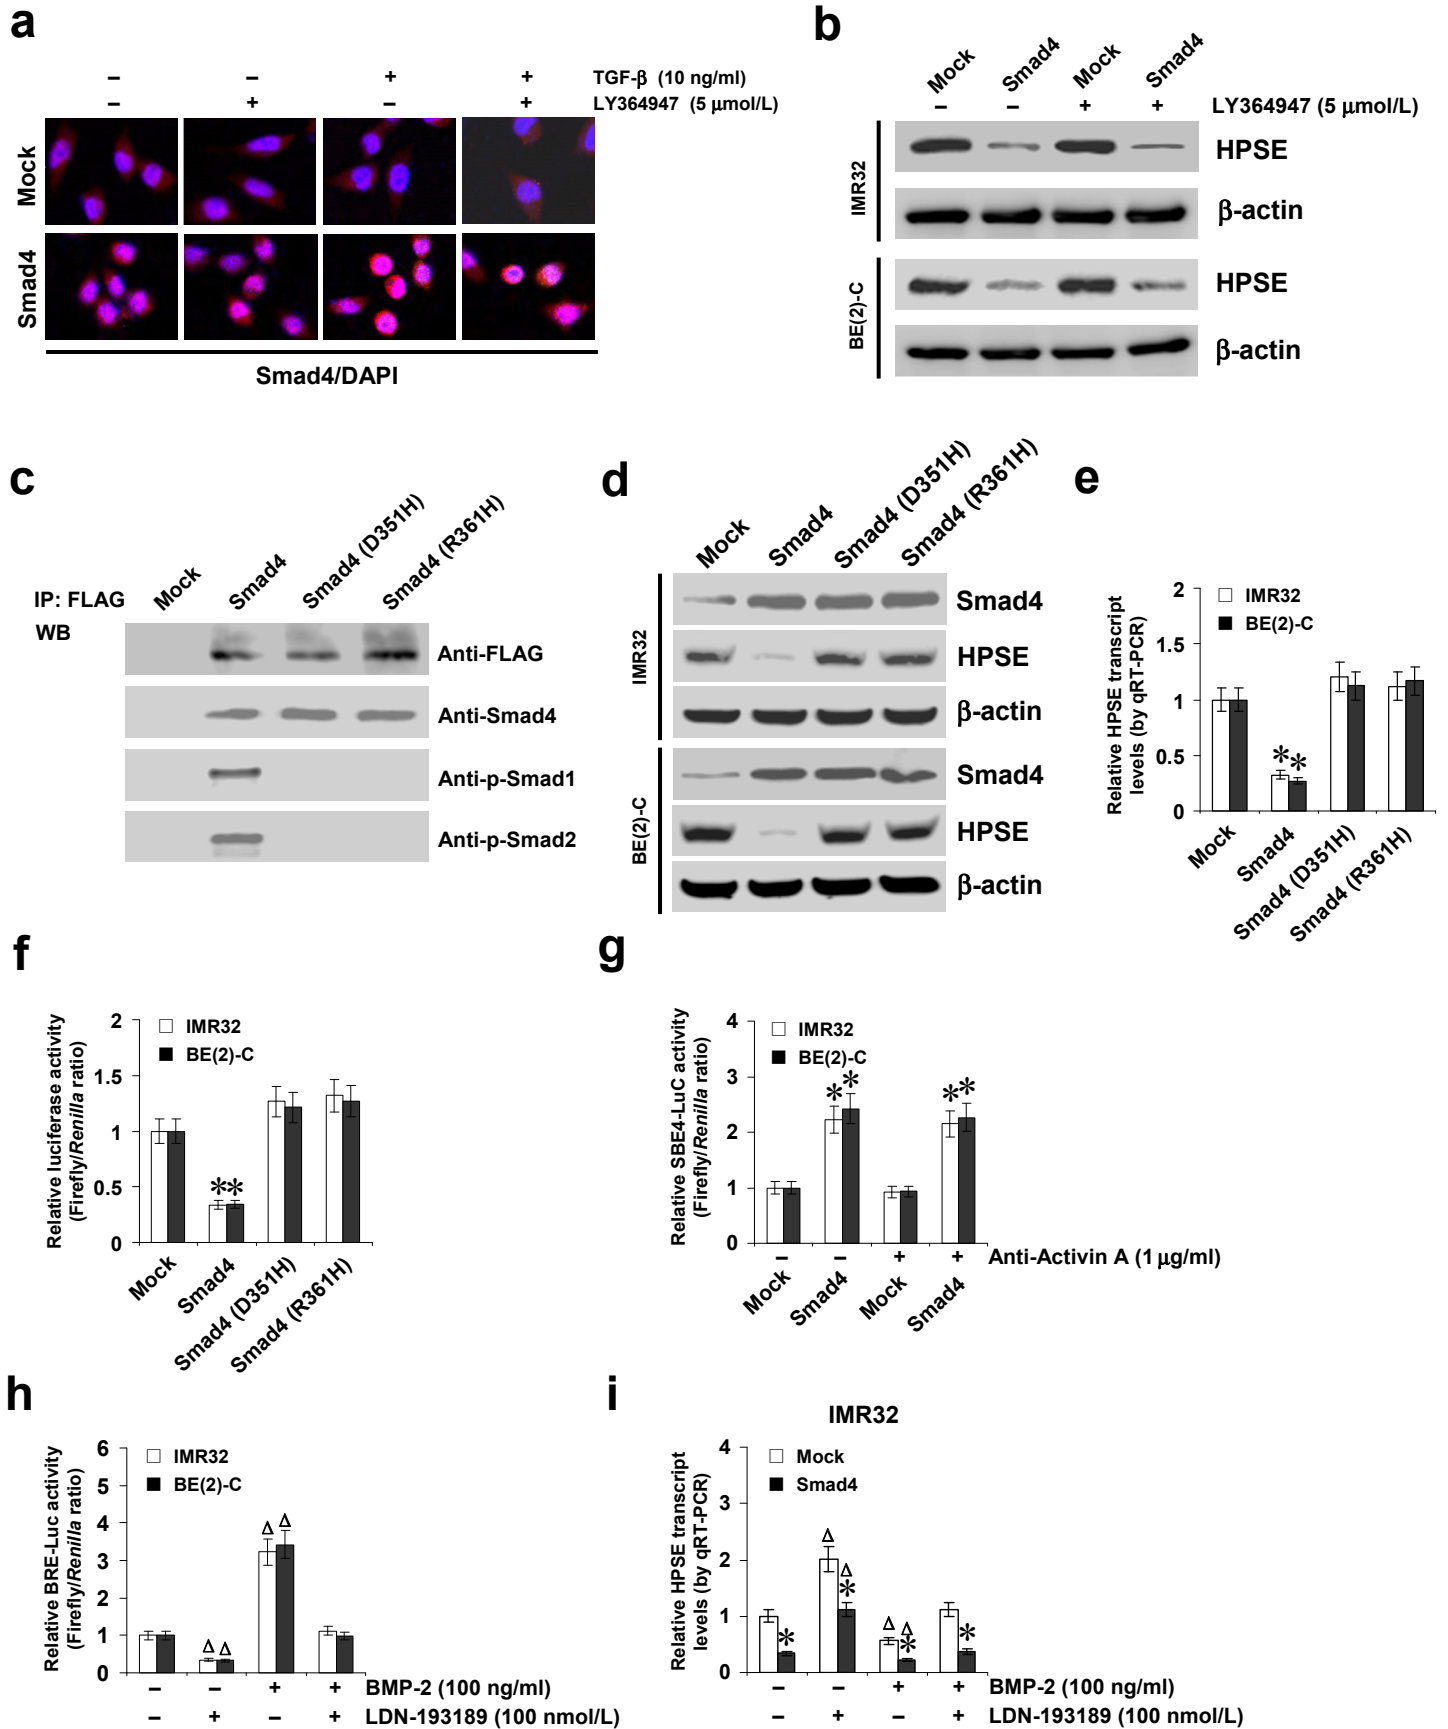 a
– – + + TGF-β (10 ng/ml)
– + – + LY364947 (5 μmol/L)
Mock
Smad4
Smad4/DAPI
b
Mock Smad4 Mock Smad4
– – + + LY364947 (5 μmol/L)
IMR32
HPSE
β-actin
BE(2)-C
HPSE
β-actin
c
Mock Smad4 Smad4 (D351H) Smad4 (R361H)
IP: FLAG
WB
Anti-FLAG
Anti-Smad4
Anti-p-Smad1
Anti-p-Smad2
d
Mock Smad4 Smad4 (D351H) Smad4 (R361H)
IMR32
Smad4
HPSE
β-actin
BE(2)-C
Smad4
HPSE
β-actin
e
Relative HPSE transcript
levels (by qRT-PCR)
2
1.5
1
0.5
0
IMR32
BE(2)-C
* *
Mock Smad4 Smad4 (D351H) Smad4 (R361H)
f
Relative luciferase activity
(Firefly/Renilla ratio)
2
1.5
1
0.5
0
IMR32
BE(2)-C
* *
Mock Smad4 Smad4 (D351H) Smad4 (R361H)
g
Relative SBE4-LuC activity
(Firefly/Renilla ratio)
4
3
2
1
0
IMR32
BE(2)-C
* * * *
– – + + Anti-Activin A (1 μg/ml)
Mock Smad4 Mock Smad4
h
Relative BRE-Luc activity
(Firefly/Renilla ratio)
6
5
4
3
2
1
0
IMR32
BE(2)-C
Δ Δ Δ Δ
– – + + BMP-2 (100 ng/ml)
– + – + LDN-193189 (100 nmol/L)
i
IMR32
Relative HPSE transcript
levels (by qRT-PCR)
4
3
2
1
0
Mock
Smad4
* Δ Δ * Δ Δ * *
– – + + BMP-2 (100 ng/ml)
– + – + LDN-193189 (100 nmol/L)